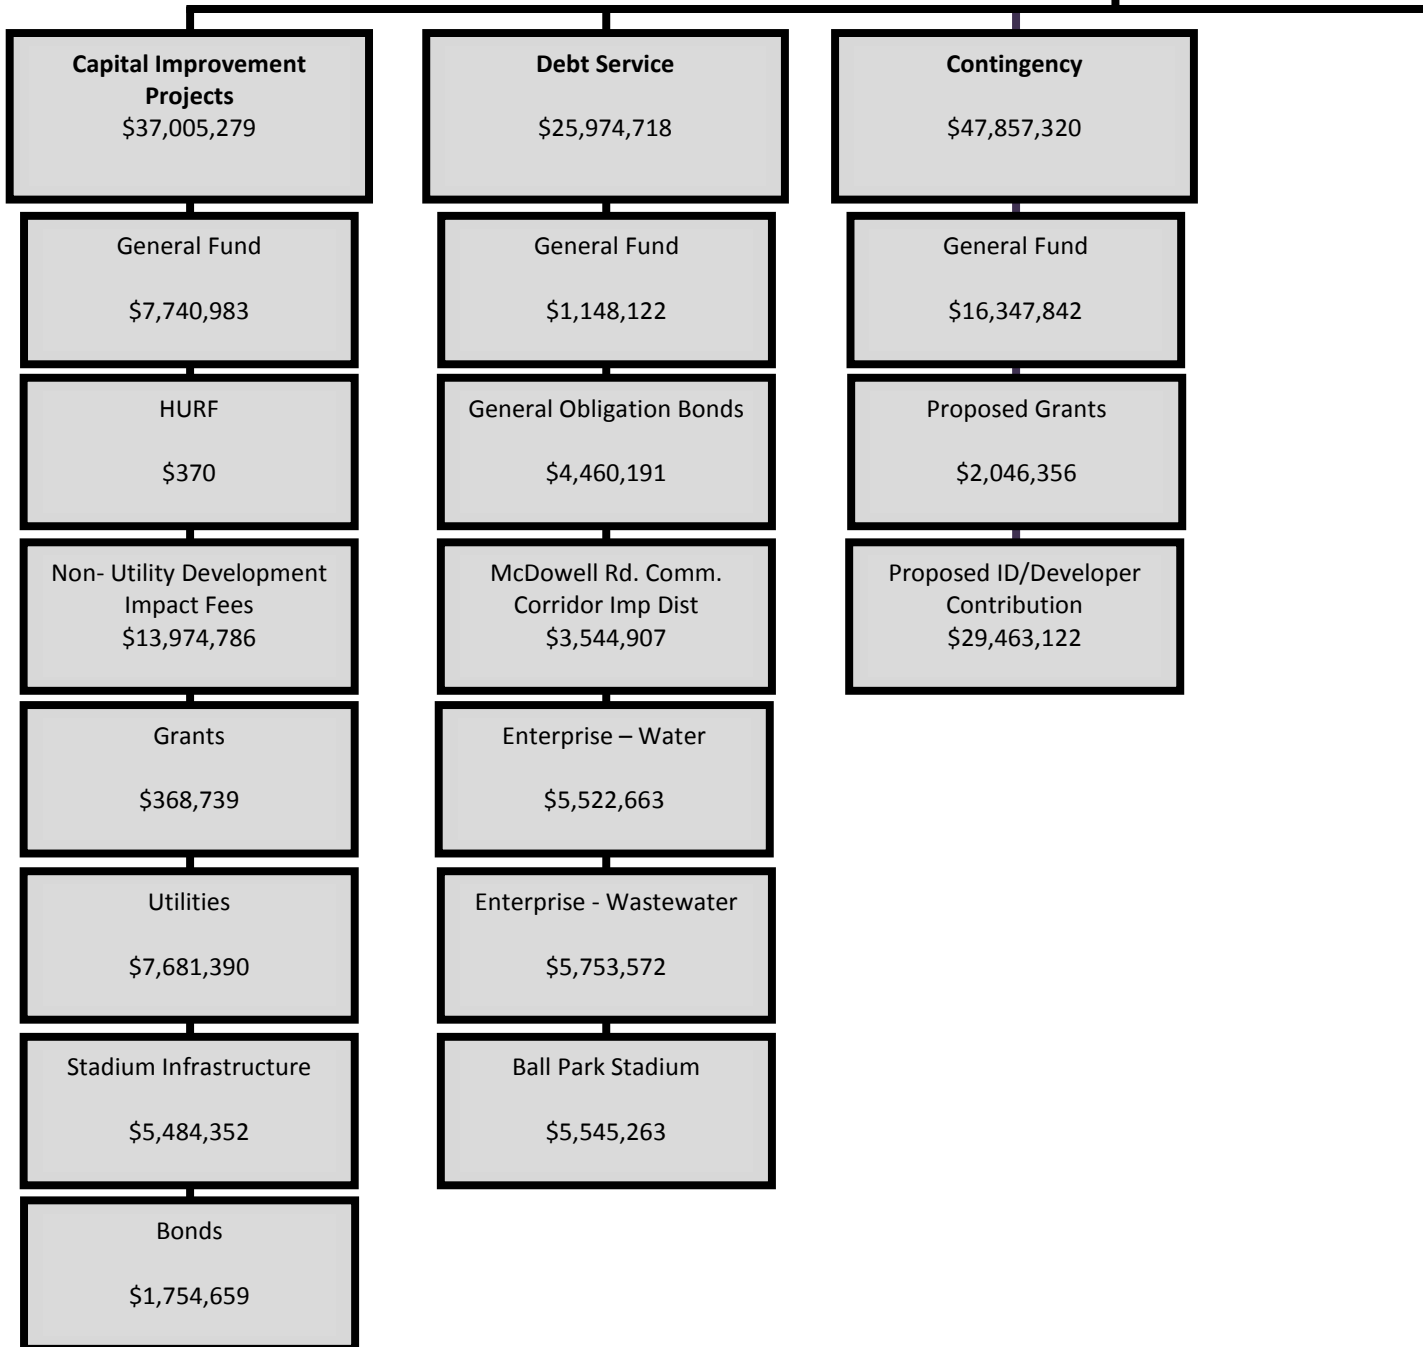 Capital Improvement
Projects
$37,005,279
General Fund
$7,740,983
HURF
$370
Non- Utility Development
Impact Fees
$13,974,786
Grants
$368,739
Utilities
$7,681,390
Stadium Infrastructure
$5,484,352
Bonds
$1,754,659
Debt Service
$25,974,718
General Fund
$1,148,122
General Obligation Bonds
$4,460,191
McDowell Rd. Comm.
Corridor Imp Dist
$3,544,907
Enterprise – Water
$5,522,663
Enterprise - Wastewater
$5,753,572
Ball Park Stadium
$5,545,263
Contingency
$47,857,320
General Fund
$16,347,842
Proposed Grants
$2,046,356
Proposed ID/Developer
Contribution
$29,463,122